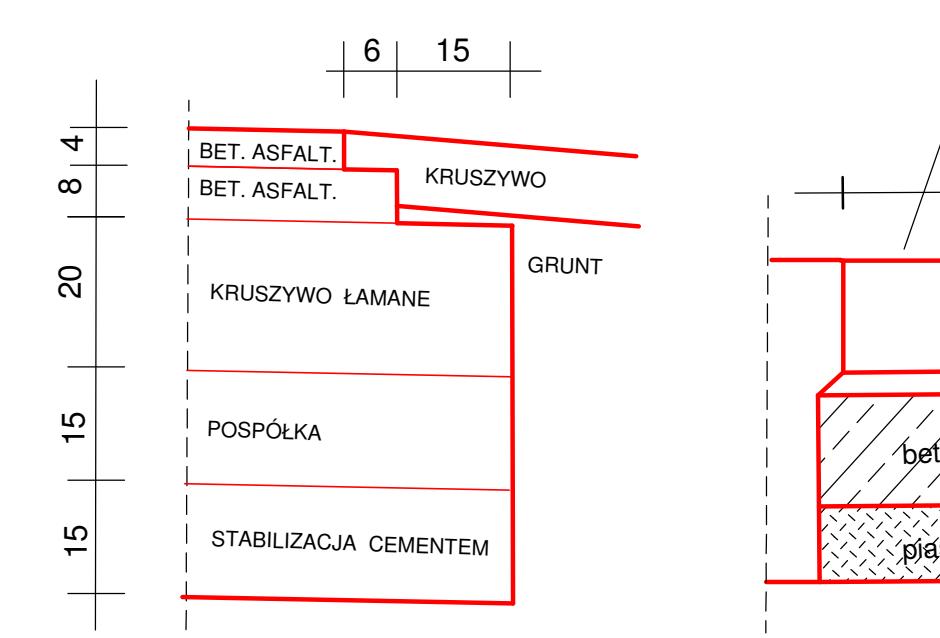 6 15
4
8
20
15
15
BET. ASFALT.
BET. ASFALT.
KRUSZYWO
GRUNT
KRUSZYWO ŁAMANE
POSPÓŁKA
STABILIZACJA CEMENTEM
bet
pia